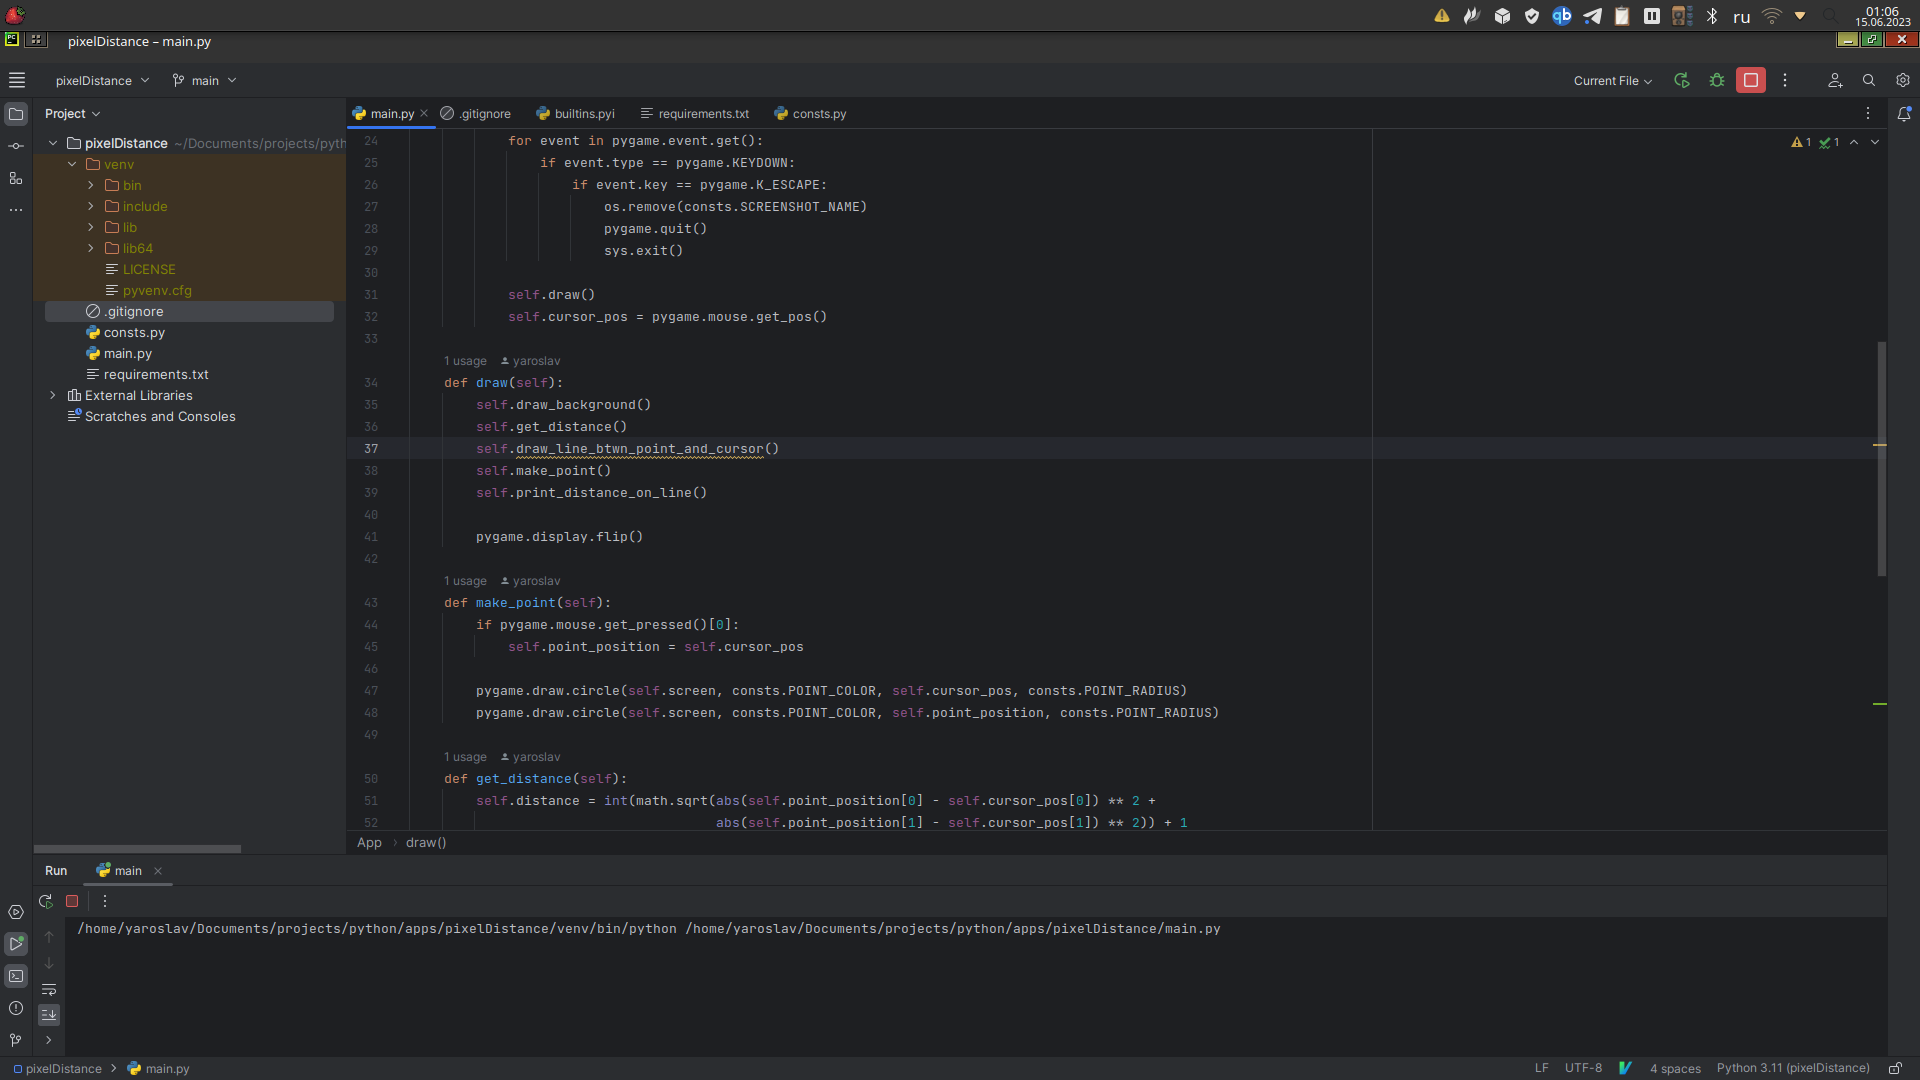 ru
01:06
15.06.2023
PC
pixelDistance – main.py
pixelDistance
main
Current File
Project
main.py
.gitignore
builtins.pyi
requirements.txt
consts.py
pixelDistance ~/Documents/projects/pyth
venv
bin
include
lib
lib64
LICENSE
pyvenv.cfg
.gitignore
consts.py
main.py
requirements.txt
External Libraries
Scratches and Consoles
1 1
24 for event in pygame.event.get():
25 if event.type == pygame.KEYDOWN:
26 if event.key == pygame.K_ESCAPE:
27 os.remove(consts.SCREENSHOT_NAME)
28 pygame.quit()
29 sys.exit()
30
31 self.draw()
32 self.cursor_pos = pygame.mouse.get_pos()
33
1 usage yaroslav
34 def draw(self):
35 self.draw_background()
36 self.get_distance()
37 self.draw_line_btwn_point_and_cursor()
38 self.make_point()
39 self.print_distance_on_line()
40
41 pygame.display.flip()
42
1 usage yaroslav
43 def make_point(self):
44 if pygame.mouse.get_pressed()[0]:
45 self.point_position = self.cursor_pos
46
47 pygame.draw.circle(self.screen, consts.POINT_COLOR, self.cursor_pos, consts.POINT_RADIUS)
48 pygame.draw.circle(self.screen, consts.POINT_COLOR, self.point_position, consts.POINT_RADIUS)
49
1 usage yaroslav
50 def get_distance(self):
51 self.distance = int(math.sqrt(abs(self.point_position[0] - self.cursor_pos[0]) ** 2 +
52 abs(self.point_position[1] - self.cursor_pos[1]) ** 2)) + 1
App › draw()
Run
main
/home/yaroslav/Documents/projects/python/apps/pixelDistance/venv/bin/python /home/yaroslav/Documents/projects/python/apps/pixelDistance/main.py
pixelDistance > main.py
LF UTF-8 4 spaces Python 3.11 (pixelDistance)